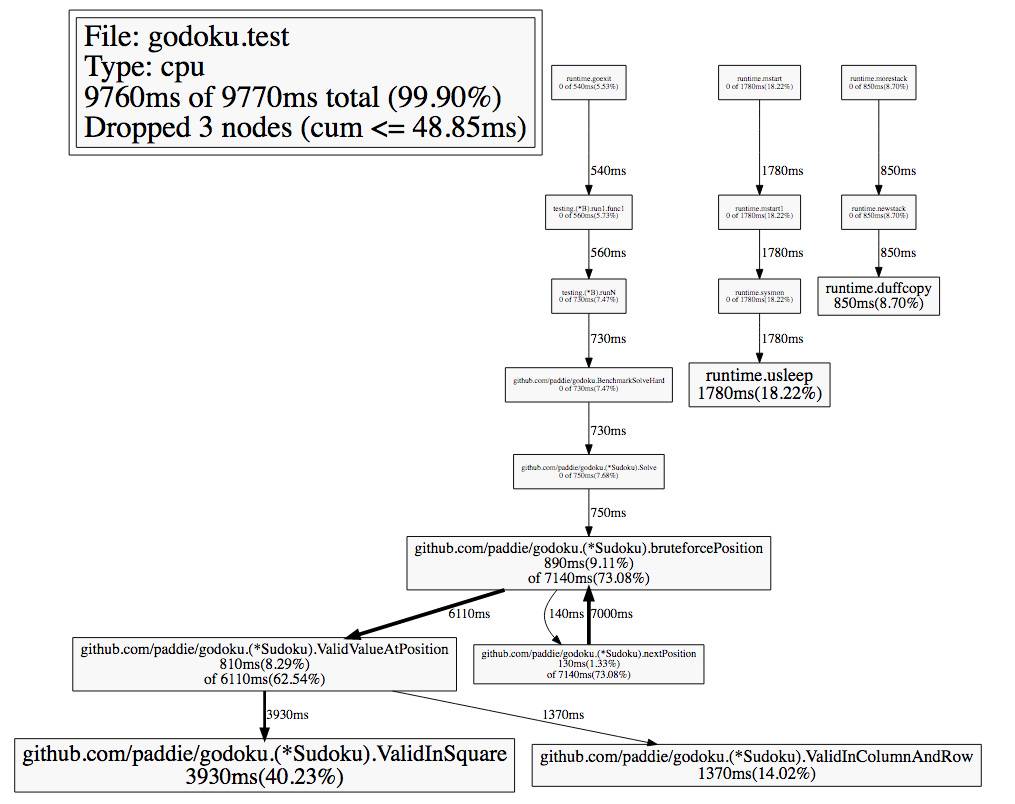 File: godoku.test
Type: cpu
9760ms of 9770ms total (99.90%)
Dropped 3 nodes (cum <= 48.85ms)
runtime.goexit
0 of 540ms(5.53%)
runtime.mstart
0 of 1780ms(18.22%)
runtime.morestack
0 of 850ms(8.70%)
540ms
1780ms
850ms
testing.(*B).run1.func1
0 of 560ms(5.73%)
runtime.mstart1
0 of 1780ms(18.22%)
runtime.newstack
0 of 850ms(8.70%)
560ms
1780ms
850ms
testing.(*B).runN
0 of 730ms(7.47%)
runtime.sysmon
0 of 1780ms(18.22%)
runtime.duffcopy
850ms(8.70%)
730ms
1780ms
github.com/paddie/godoku.BenchmarkSolveHard
0 of 730ms(7.47%)
runtime.usleep
1780ms(18.22%)
730ms
github.com/paddie/godoku.(*Sudoku).Solve
0 of 750ms(7.68%)
750ms
github.com/paddie/godoku.(*Sudoku).bruteforcePosition
890ms(9.11%)
of 7140ms(73.08%)
6110ms
140ms
7000ms
github.com/paddie/godoku.(*Sudoku).ValidValueAtPosition
810ms(8.29%)
of 6110ms(62.54%)
github.com/paddie/godoku.(*Sudoku).nextPosition
130ms(1.33%)
of 7140ms(73.08%)
3930ms
1370ms
github.com/paddie/godoku.(*Sudoku).ValidInSquare
3930ms(40.23%)
github.com/paddie/godoku.(*Sudoku).ValidInColumnAndRow
1370ms(14.02%)